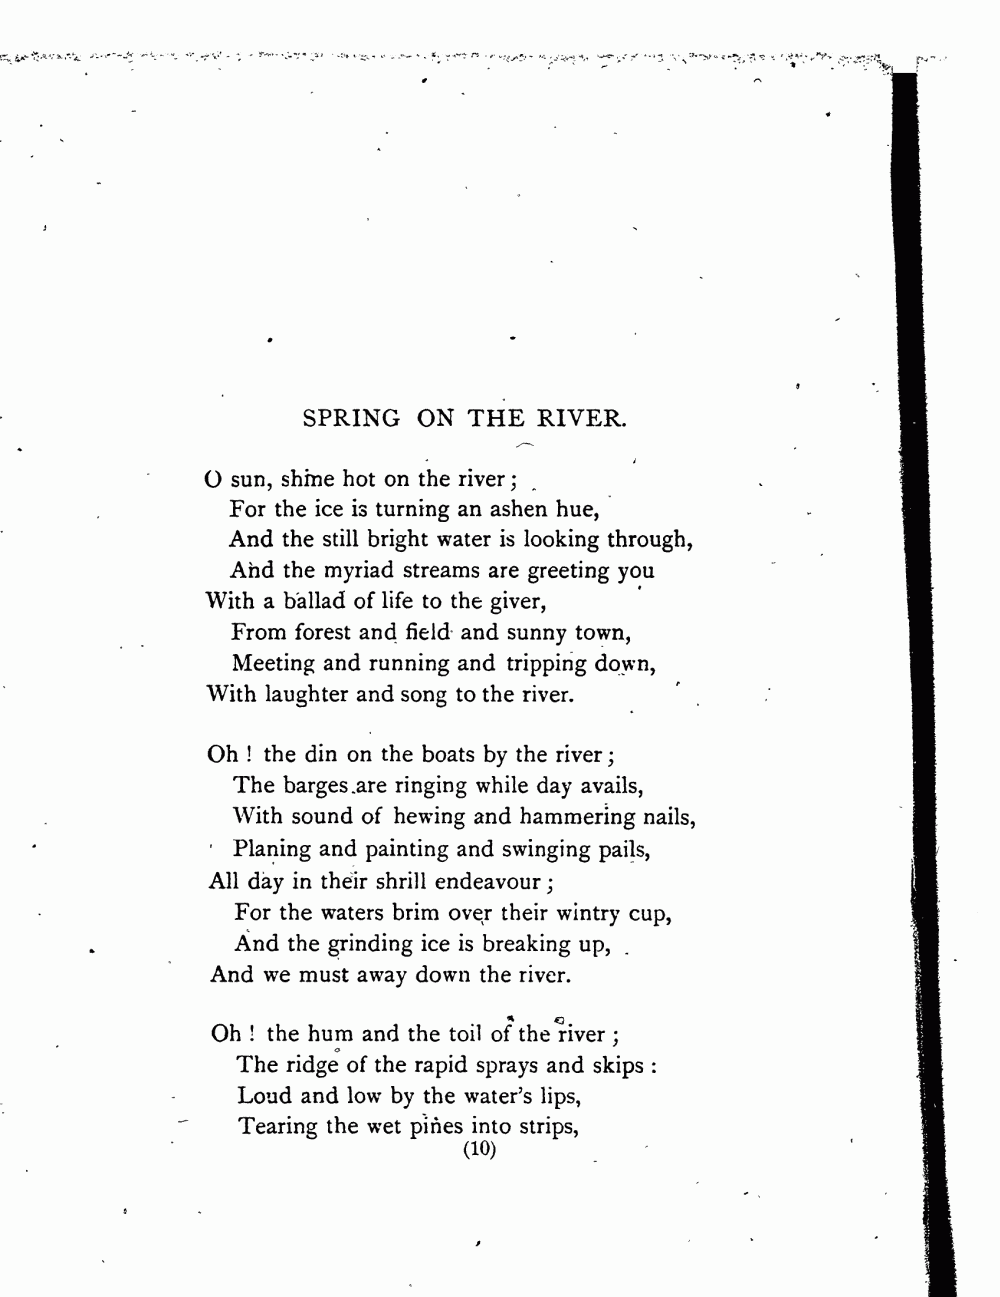 SPRING ON THE RIVER.
O sun, shine hot on the river ;
For the ice is turning an ashen hue,
And the still bright water is looking through,
And the myriad streams are greeting you
With a ballad of life to the giver,
From forest and field and sunny town,
Meeting and running and tripping down,
With laughter and song to the river.
Oh ! the din on the boats by the river ;
The barges are ringing while day avails,
With sound of hewing and hammering nails,
Planing and painting and swinging pails,
All day in their shrill endeavour ;
For the waters brim over their wintry cup,
And the grinding ice is breaking up,
And we must away down the river.
Oh ! the hum and the toil of the river ;
The ridge of the rapid sprays and skips :
Loud and low by the water's lips,
Tearing the wet pines into strips,
(10)